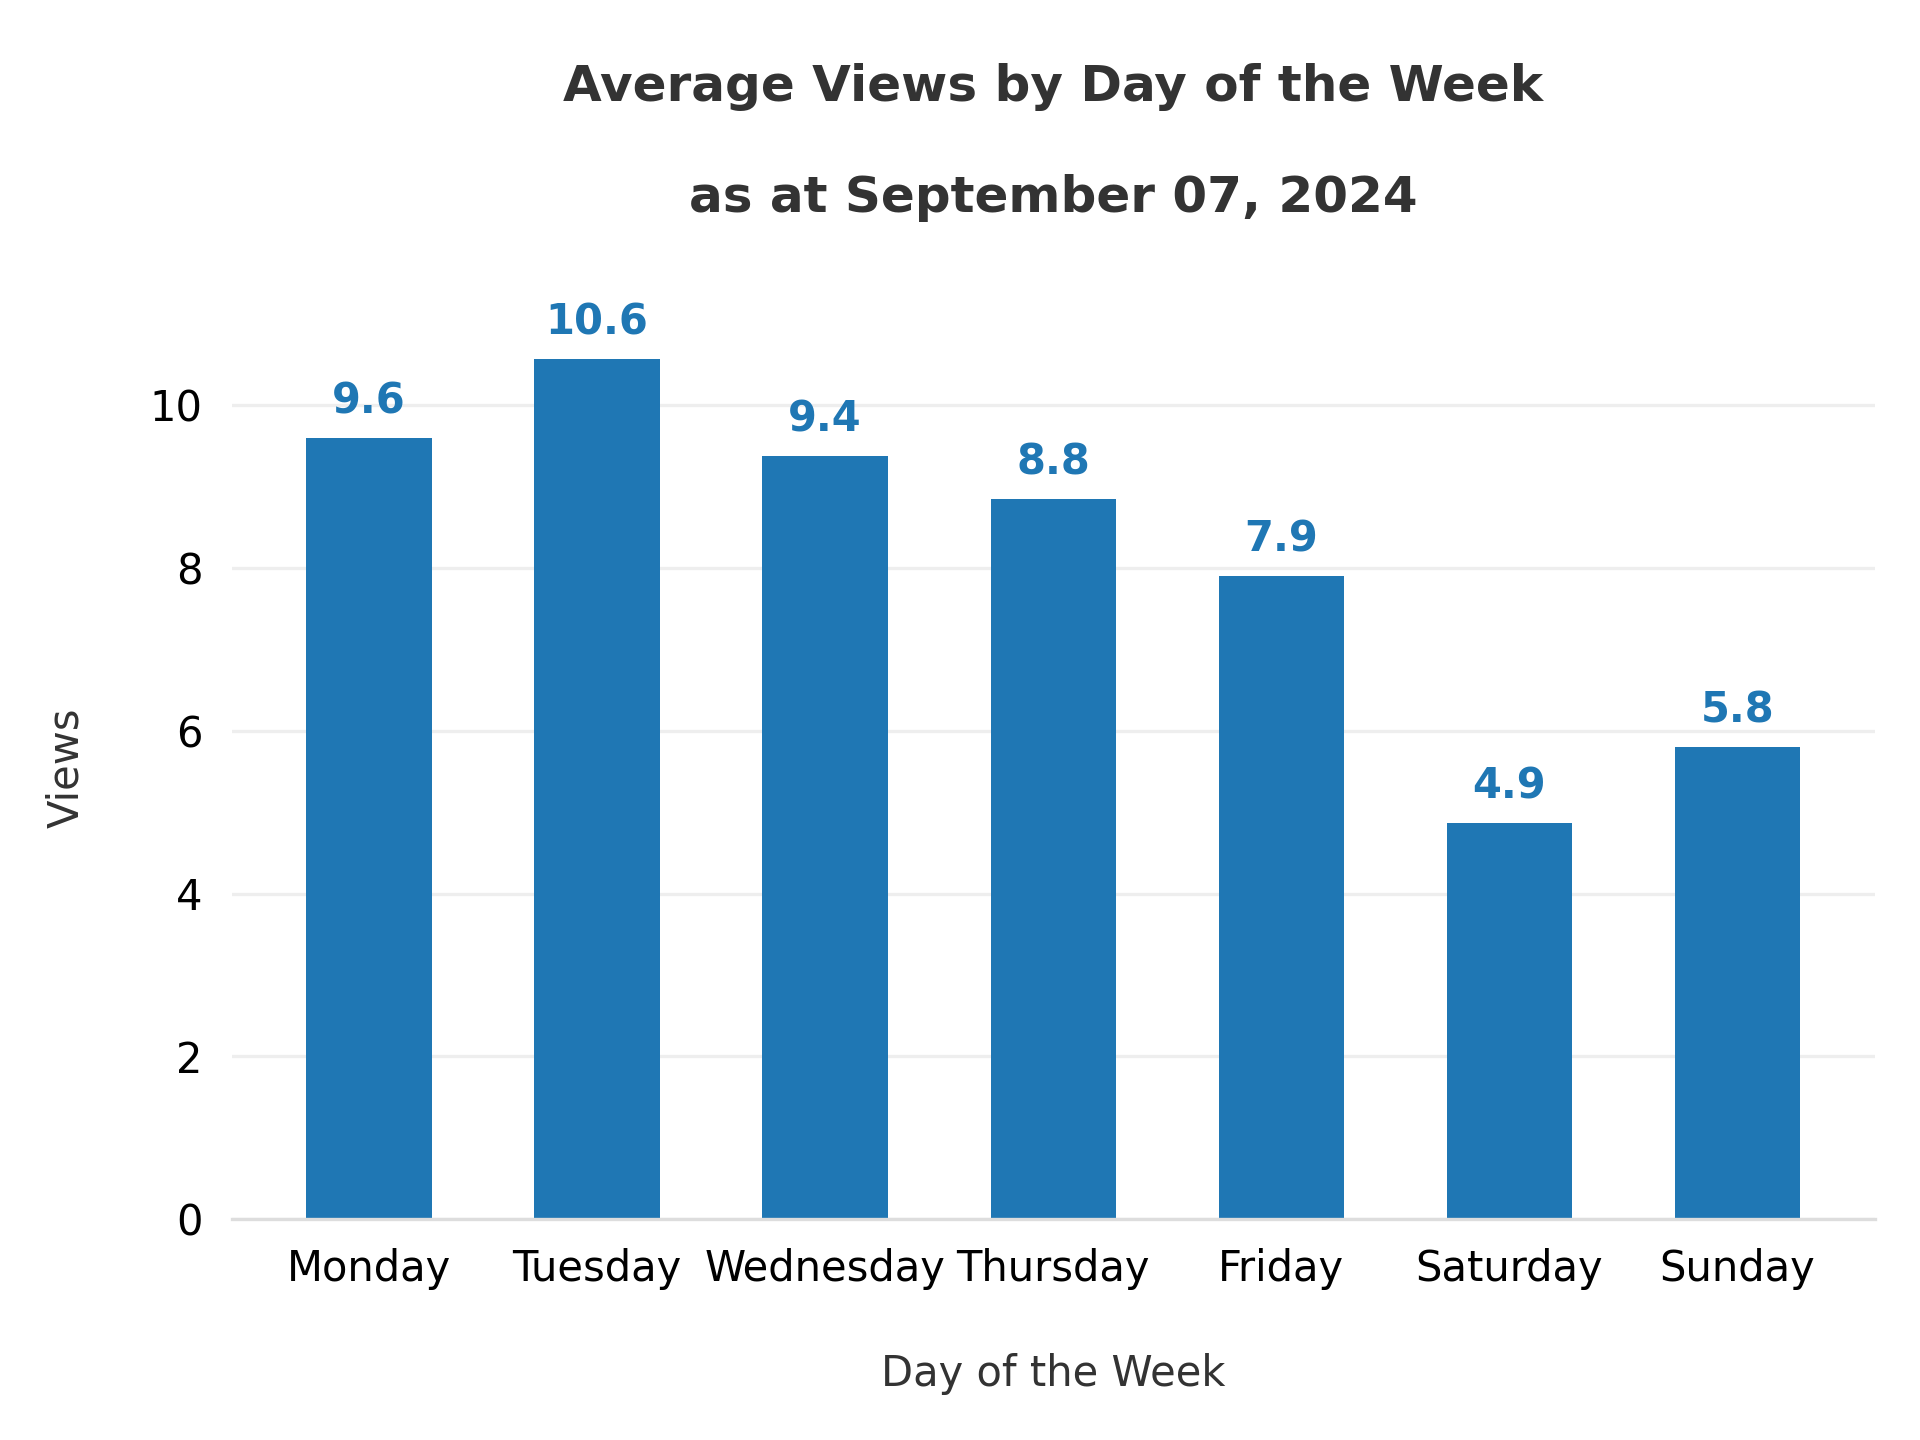 Average Views by Day of the Week
as at September 07, 2024
10.6
9.6
9.4
8.8
7.9
5.8
4.9
10
8
6
4
2
0
Views
Monday Tuesday Wednesday Thursday Friday Saturday Sunday
Day of the Week